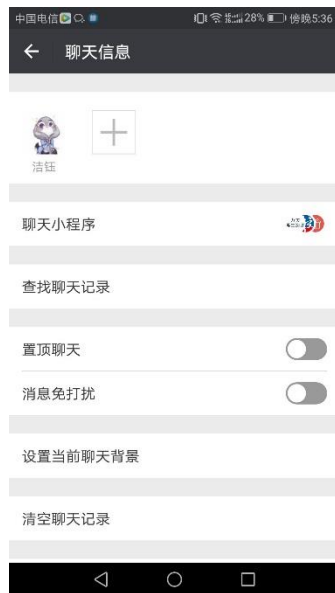 中国电信 28% 傍晚5:36
聊天信息
洁钰
聊天小程序
查找聊天记录
置顶聊天
消息免打扰
设置当前聊天背景
清空聊天记录